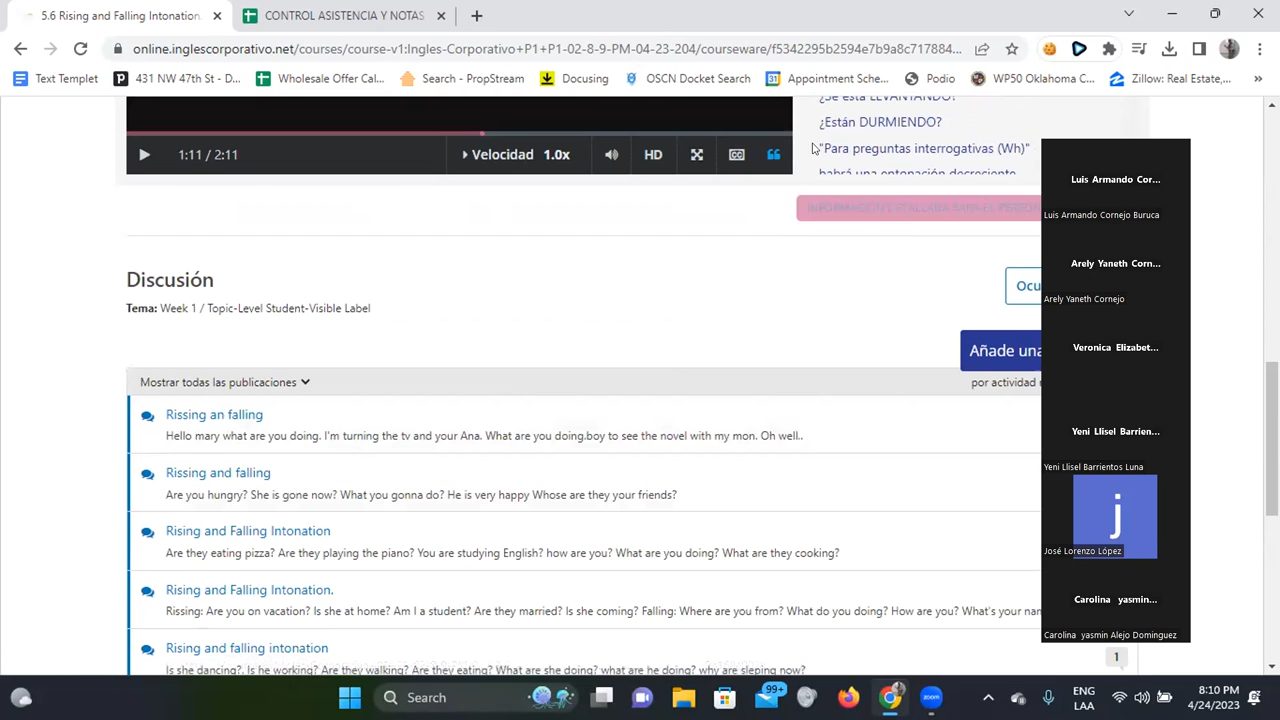 5.6 Rising and Falling Intonation.
CONTROL ASISTENCIA Y NOTAS
online.inglescorporativo.net/courses/course-v1:Ingles-Corporativo+P1+P1-02-8-9-PM-04-23-204/courseware/f5342295b2594e7b9a8c717884...
Text Templet
431 NW 47th St - D...
Wholesale Offer Cal...
Search - PropStream
Docusing
OSCN Docket Search
Appointment Sche...
Podio
WP50 Oklahoma C...
Zillow: Real Estate,...
¿Se está LEVANTANDO?
¿Están DURMIENDO?
"Para preguntas interrogativas (Wh)"
habrá una entonación decreciente
1:11 / 2:11
Velocidad 1.0x
HD
Discusión
Ocu
Tema: Week 1 / Topic-Level Student-Visible Label
Añade una
Mostrar todas las publicaciones
por actividad
Rissing an falling
Hello mary what are you doing. I'm turning the tv and your Ana. What are you doing.boy to see the novel with my mon. Oh well..
Rissing and falling
Are you hungry? She is gone now? What you gonna do? He is very happy Whose are they your friends?
Rising and Falling Intonation
Are they eating pizza? Are they playing the piano? You are studying English? how are you? What are you doing? What are they cooking?
Rising and Falling Intonation.
Rissing: Are you on vacation? Is she at home? Am I a student? Are they married? Is she coming? Falling: Where are you from? What do you doing? How are you? What's your nam
Rising and falling intonation
Is she dancing?. Is he working? Are they walking? Are they eating? What are she doing? what are he doing? why are sleping now?
1
Luis Armando Cor...
Luis Armando Cornejo Buruca
Arely Yaneth Corn...
Arely Yaneth Cornejo
Veronica Elizabet...
Yeni Llisel Barrien...
Yeni Llisel Barrientos Luna
j
José Lorenzo López
Carolina yasmin...
Carolina yasmin Alejo Dominguez
Search
99+
ENG
LAA
8:10 PM
4/24/2023